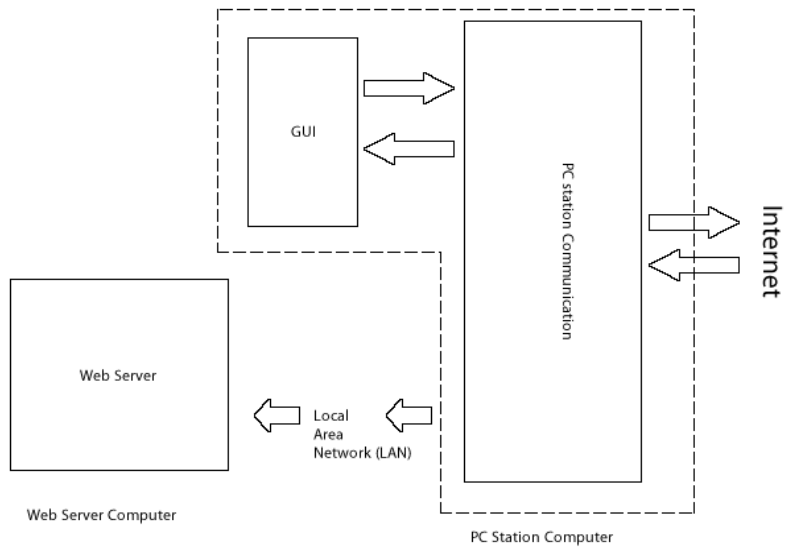 GUI
PC station Communication
Internet
Web Server
Local
Area
Network (LAN)
Web Server Computer
PC Station Computer